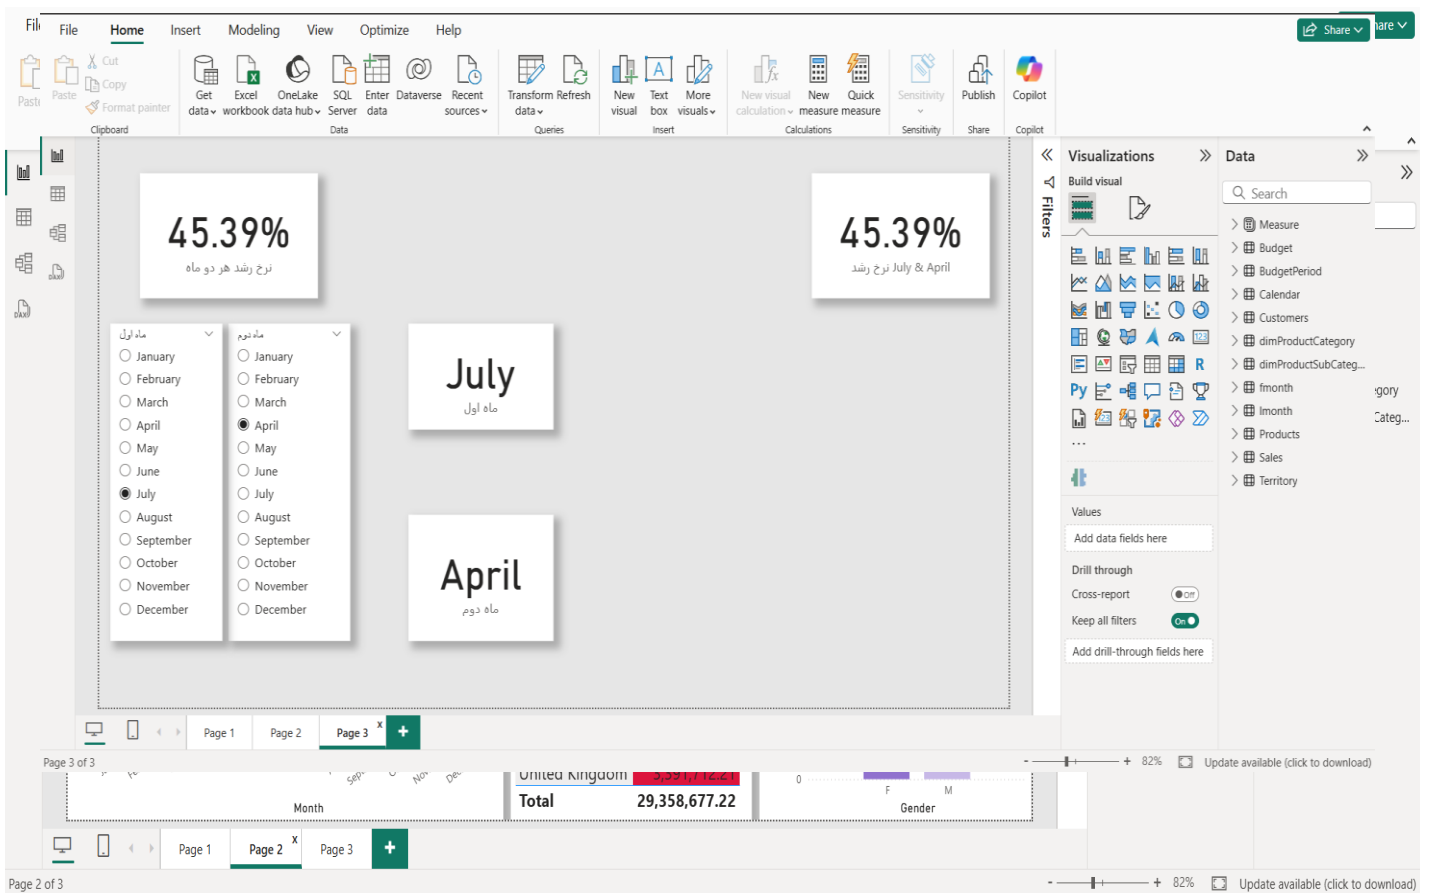 File
Home
Insert
Modeling
View
Optimize
Help
Share
Paste
Cut
Copy
Format painter
Clipboard
Get data
Excel workbook
OneLake data hub
SQL Server
Enter data
Dataverse
Recent sources
Data
Transform data
Refresh
Queries
New visual
Text box
More visuals
Insert
New visual calculation
New measure
Quick measure
Calculations
Sensitivity
Sensitivity
Publish
Share
Copilot
Copilot
45.39%
نرخ رشد هر دو ماه
45.39%
نرخ رشد July & April
ماه اول
January
February
March
April
May
June
July
August
September
October
November
December
ماه دوم
January
February
March
April
May
June
July
August
September
October
November
December
July
ماه اول
April
ماه دوم
Filters
Visualizations
Build visual
Values
Add data fields here
Drill through
Cross-report
Off
Keep all filters
On
Add drill-through fields here
Data
Search
Measure
Budget
BudgetPeriod
Calendar
Customers
dimProductCategory
dimProductSubCateg...
fmonth
lmonth
Products
Sales
Territory
Page 1
Page 2
Page 3
Page 3 of 3
82%
Update available (click to download)
Month
United Kingdom 3,391,712.21
Total 29,358,677.22
0
F
M
Gender
Page 1
Page 2
Page 3
Page 2 of 3
82%
Update available (click to download)